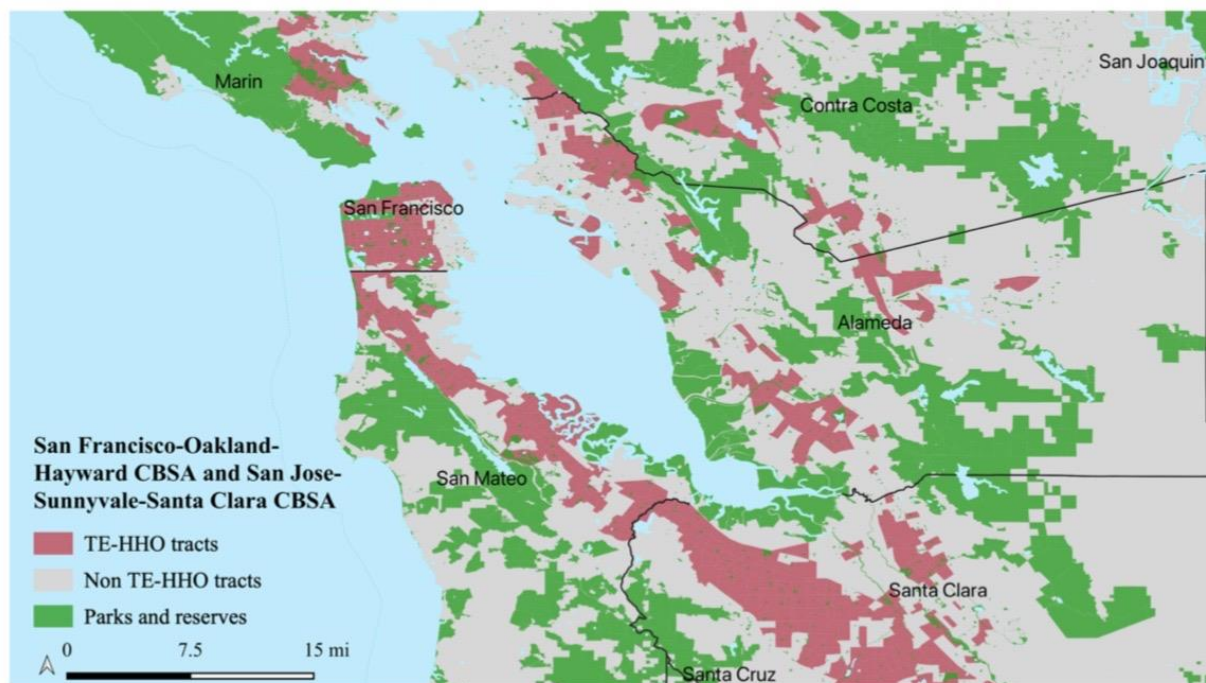 San Joaquin
Marin
Contra Costa
San Francisco
Alameda
San Francisco-Oakland-
Hayward CBSA and San Jose-
Sunnyvale-Santa Clara CBSA
San Mateo
TE-HHO tracts
Non TE-HHO tracts
Santa Clara
Parks and reserves
0 7.5 15 mi
Santa Cruz